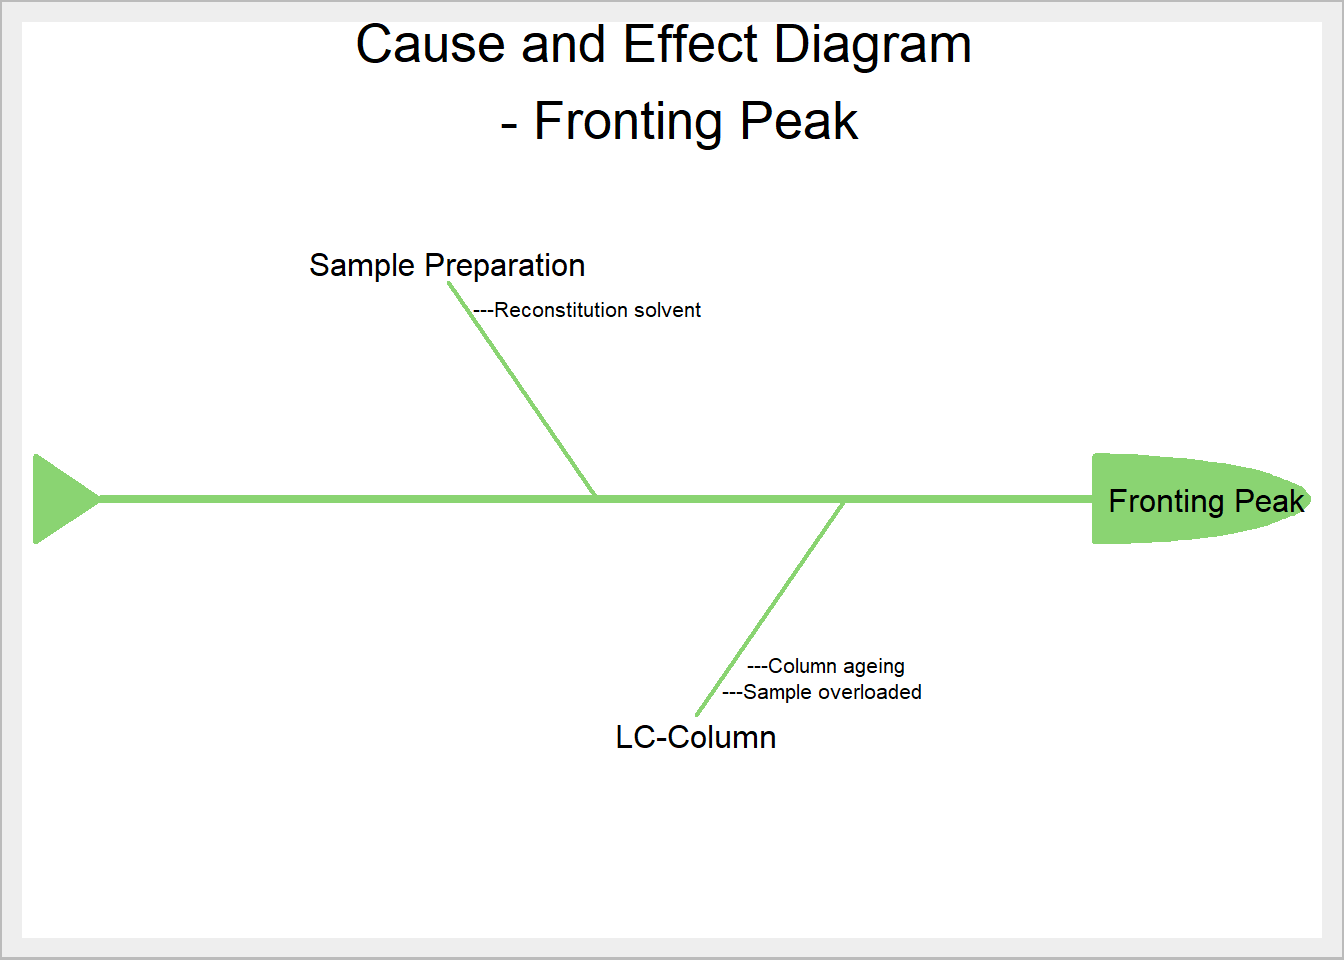 Cause and Effect Diagram
- Fronting Peak
Sample Preparation
---Reconstitution solvent
Fronting Peak
---Column ageing
---Sample overloaded
LC-Column